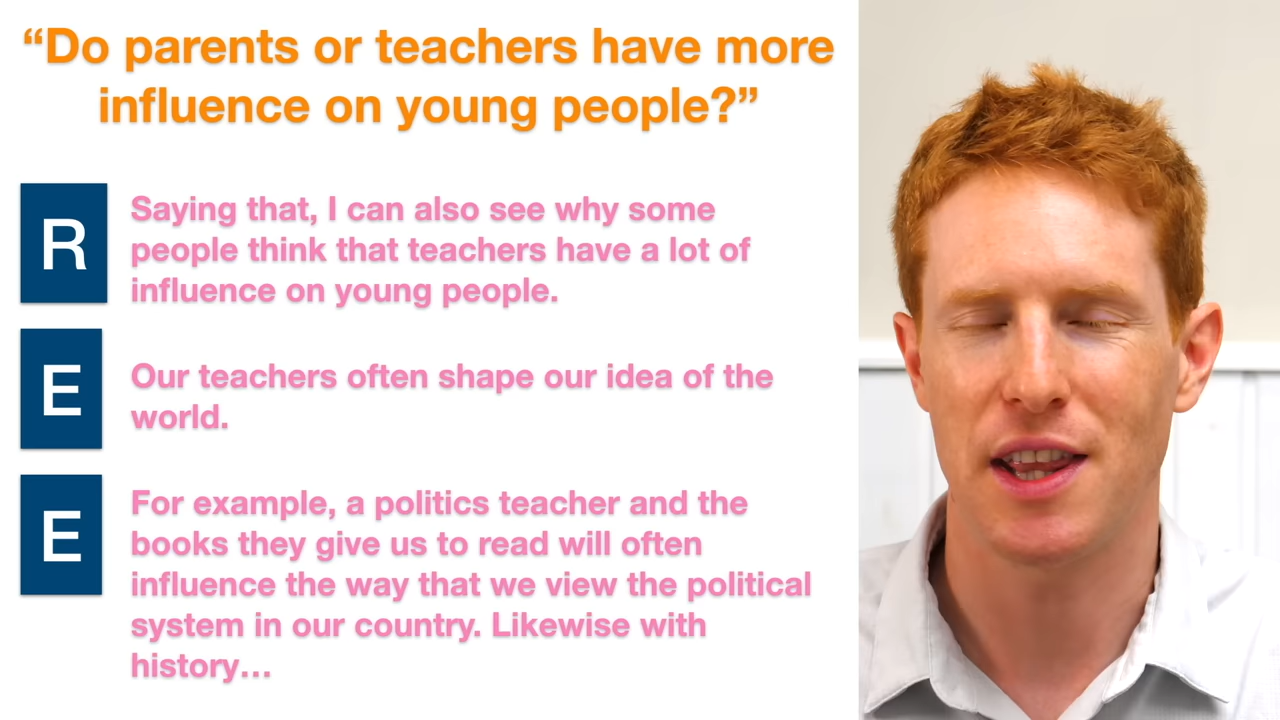 “Do parents or teachers have more
influence on young people?”
R
Saying that, I can also see why some
people think that teachers have a lot of
influence on young people.
E
Our teachers often shape our idea of the
world.
E
For example, a politics teacher and the
books they give us to read will often
influence the way that we view the political
system in our country. Likewise with
history…